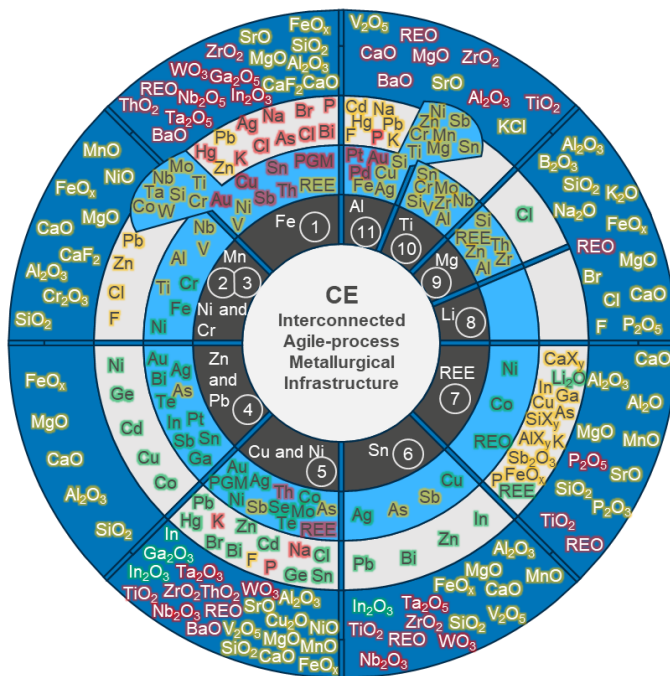 CE
Interconnected
Agile-process
Metallurgical
Infrastructure
Fe 1
Mn
2 3
Ni and
Cr
Zn
and
Pb 4
Cu and Ni
5
Sn 6
REE
7
Li 8
Mg
9
Ti
10
Al
11
FeOₓ
SrO
SiO₂
ZrO₂
MgO Al₂O₃
WO₃ Ga₂O₅
CaF₂ CaO
REO Nb₂O₅ In₂O₃
ThO₂
Ta₂O₅
BaO
Na Br P
Ag
Pb
Cl As Cl Bi
Hg K
Zn
Sn PGM
Cu
Au Sb Th REE
Ni
V
V₂O₅
REO
CaO MgO ZrO₂
BaO SrO
Al₂O₃ TiO₂
KCl
Cd Na
Hg Pb
F P K
Pt Au Si
Pd Cu
Fe Ag
Ni
Zn Sb
Cr Mn
Ti Mg Sn
Sn
Cr Mo
Si V Zr Nb
Al
Si
REE Th
Zn Zr
Al
Cl
Al₂O₃
B₂O₃
SiO₂ K₂O
Na₂O FeOₓ
REO MgO
Br
Cl CaO
F P₂O₅
MnO
NiO
FeOₓ
MgO
CaO
CaF₂
Al₂O₃
Cr₂O₃
SiO₂
Mo
Nb Ti
Ta Si Cr
Co W
Pb
Zn
Cl
F
Nb
V
Al
Ti Cr
Fe
Ni
FeOₓ
MgO
CaO
Al₂O₃
SiO₂
Ni
Ge
Cd
Cu
Co
Au Ag
Bi As
Te
In Pt
Sb Sn
Ga
Au
PGM Ag Th Co
Ni Sb Se Mo As
Te REE
Pb
Hg K Zn
Br Bi Cd Na Cl
F P
Ge Sn
In
Ga₂O₃
In₂O₃ Ta₂O₃
TiO₂ ZrO₂ ThO₂ WO₃
Nb₂O₃ REO SrO Al₂O₃
BaO V₂O₅ Cu₂O NiO
SiO₂ MgO MnO
CaO FeOₓ
Cu
Sb
As
Ag
In
Zn
Bi
Pb
Al₂O₃
MgO MnO
FeOₓ CaO
In₂O₃ Ta₂O₅ V₂O₅
TiO₂ ZrO₂ SiO₂
REO WO₃
Nb₂O₃
Ni
Co
REO
CaXᵧ
Li₂O
In Ga
Cu As
SiXᵧ
AlXᵧ K
Sb₂O₃
P FeOₓ
REE
CaO
Al₂O₃
Al₂O
MgO MnO
P₂O₅
SrO
SiO₂
P₂O₃
TiO₂
REO